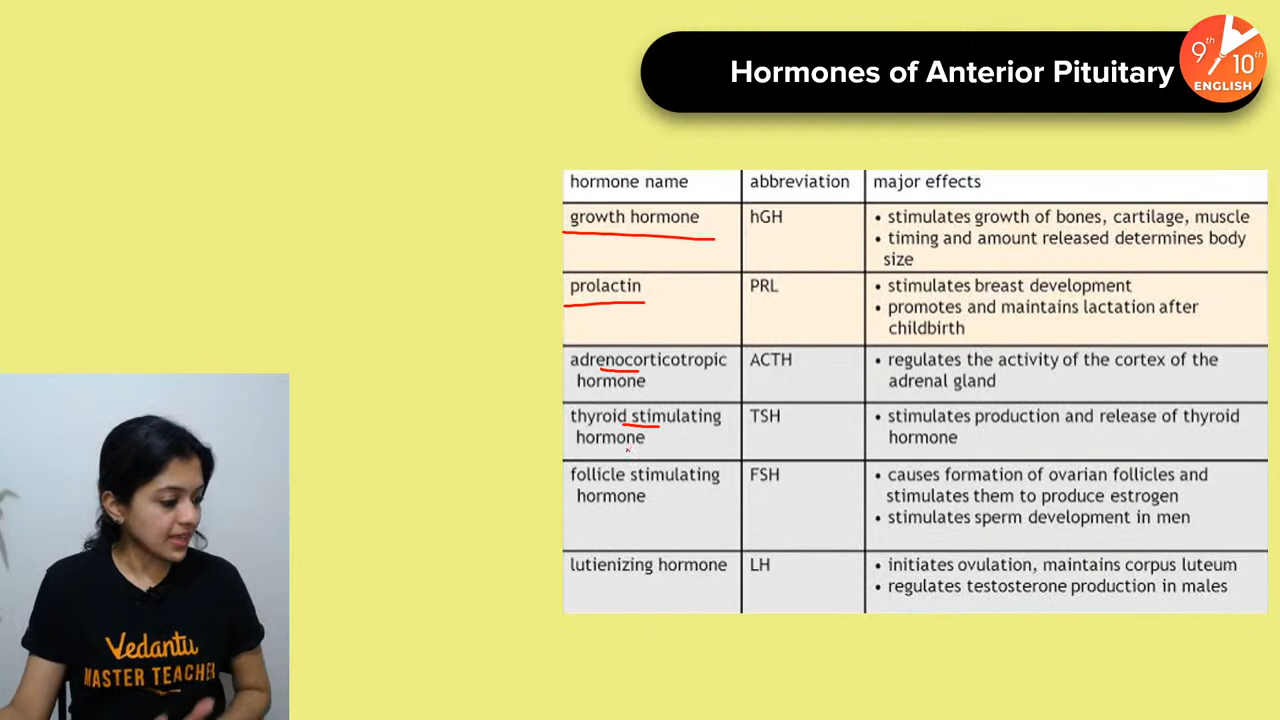 Hormones of Anterior Pituitary
9th
10th
ENGLISH
hormone name abbreviation major effects
growth hormone hGH • stimulates growth of bones, cartilage, muscle
• timing and amount released determines body
size
prolactin PRL • stimulates breast development
• promotes and maintains lactation after
childbirth
adrenocorticotropic ACTH • regulates the activity of the cortex of the
hormone adrenal gland
thyroid stimulating TSH • stimulates production and release of thyroid
hormone hormone
follicle stimulating FSH • causes formation of ovarian follicles and
hormone stimulates them to produce estrogen
• stimulates sperm development in men
lutienizing hormone LH • initiates ovulation, maintains corpus luteum
• regulates testosterone production in males
Vedantu
MASTER TEACHER